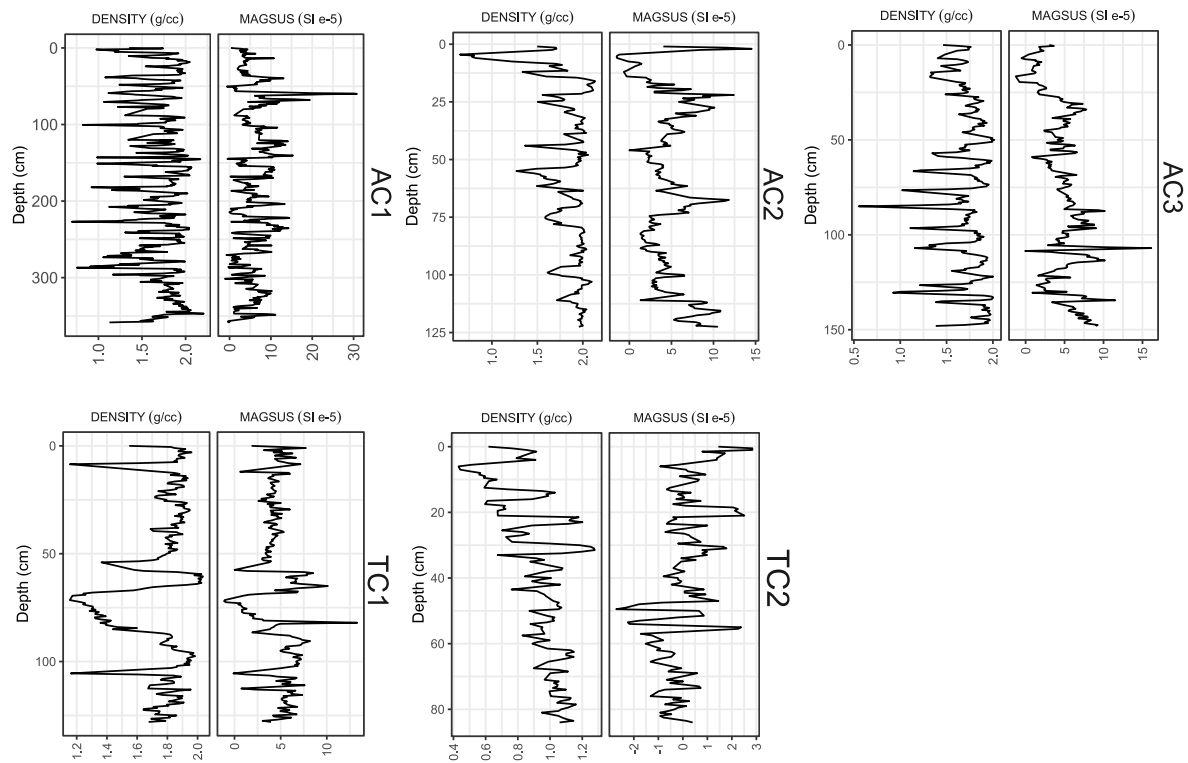 DENSITY (g/cc) MAGSUS (SI e-5)
0
100
200
300
Depth (cm)
1.0 1.5 2.0
0 10 20 30
AC1
DENSITY (g/cc) MAGSUS (SI e-5)
0
25
50
75
100
125
Depth (cm)
1.0 1.5 2.0
0 5 10 15
AC2
DENSITY (g/cc) MAGSUS (SI e-5)
0
50
100
150
Depth (cm)
0.5 1.0 1.5 2.0
0 5 10 15
AC3
DENSITY (g/cc) MAGSUS (SI e-5)
0
50
100
Depth (cm)
1.2 1.4 1.6 1.8 2.0
0 5 10
TC1
DENSITY (g/cc) MAGSUS (SI e-5)
0
20
40
60
80
Depth (cm)
0.4 0.6 0.8 1.0 1.2
-2 -1 0 1 2 3
TC2